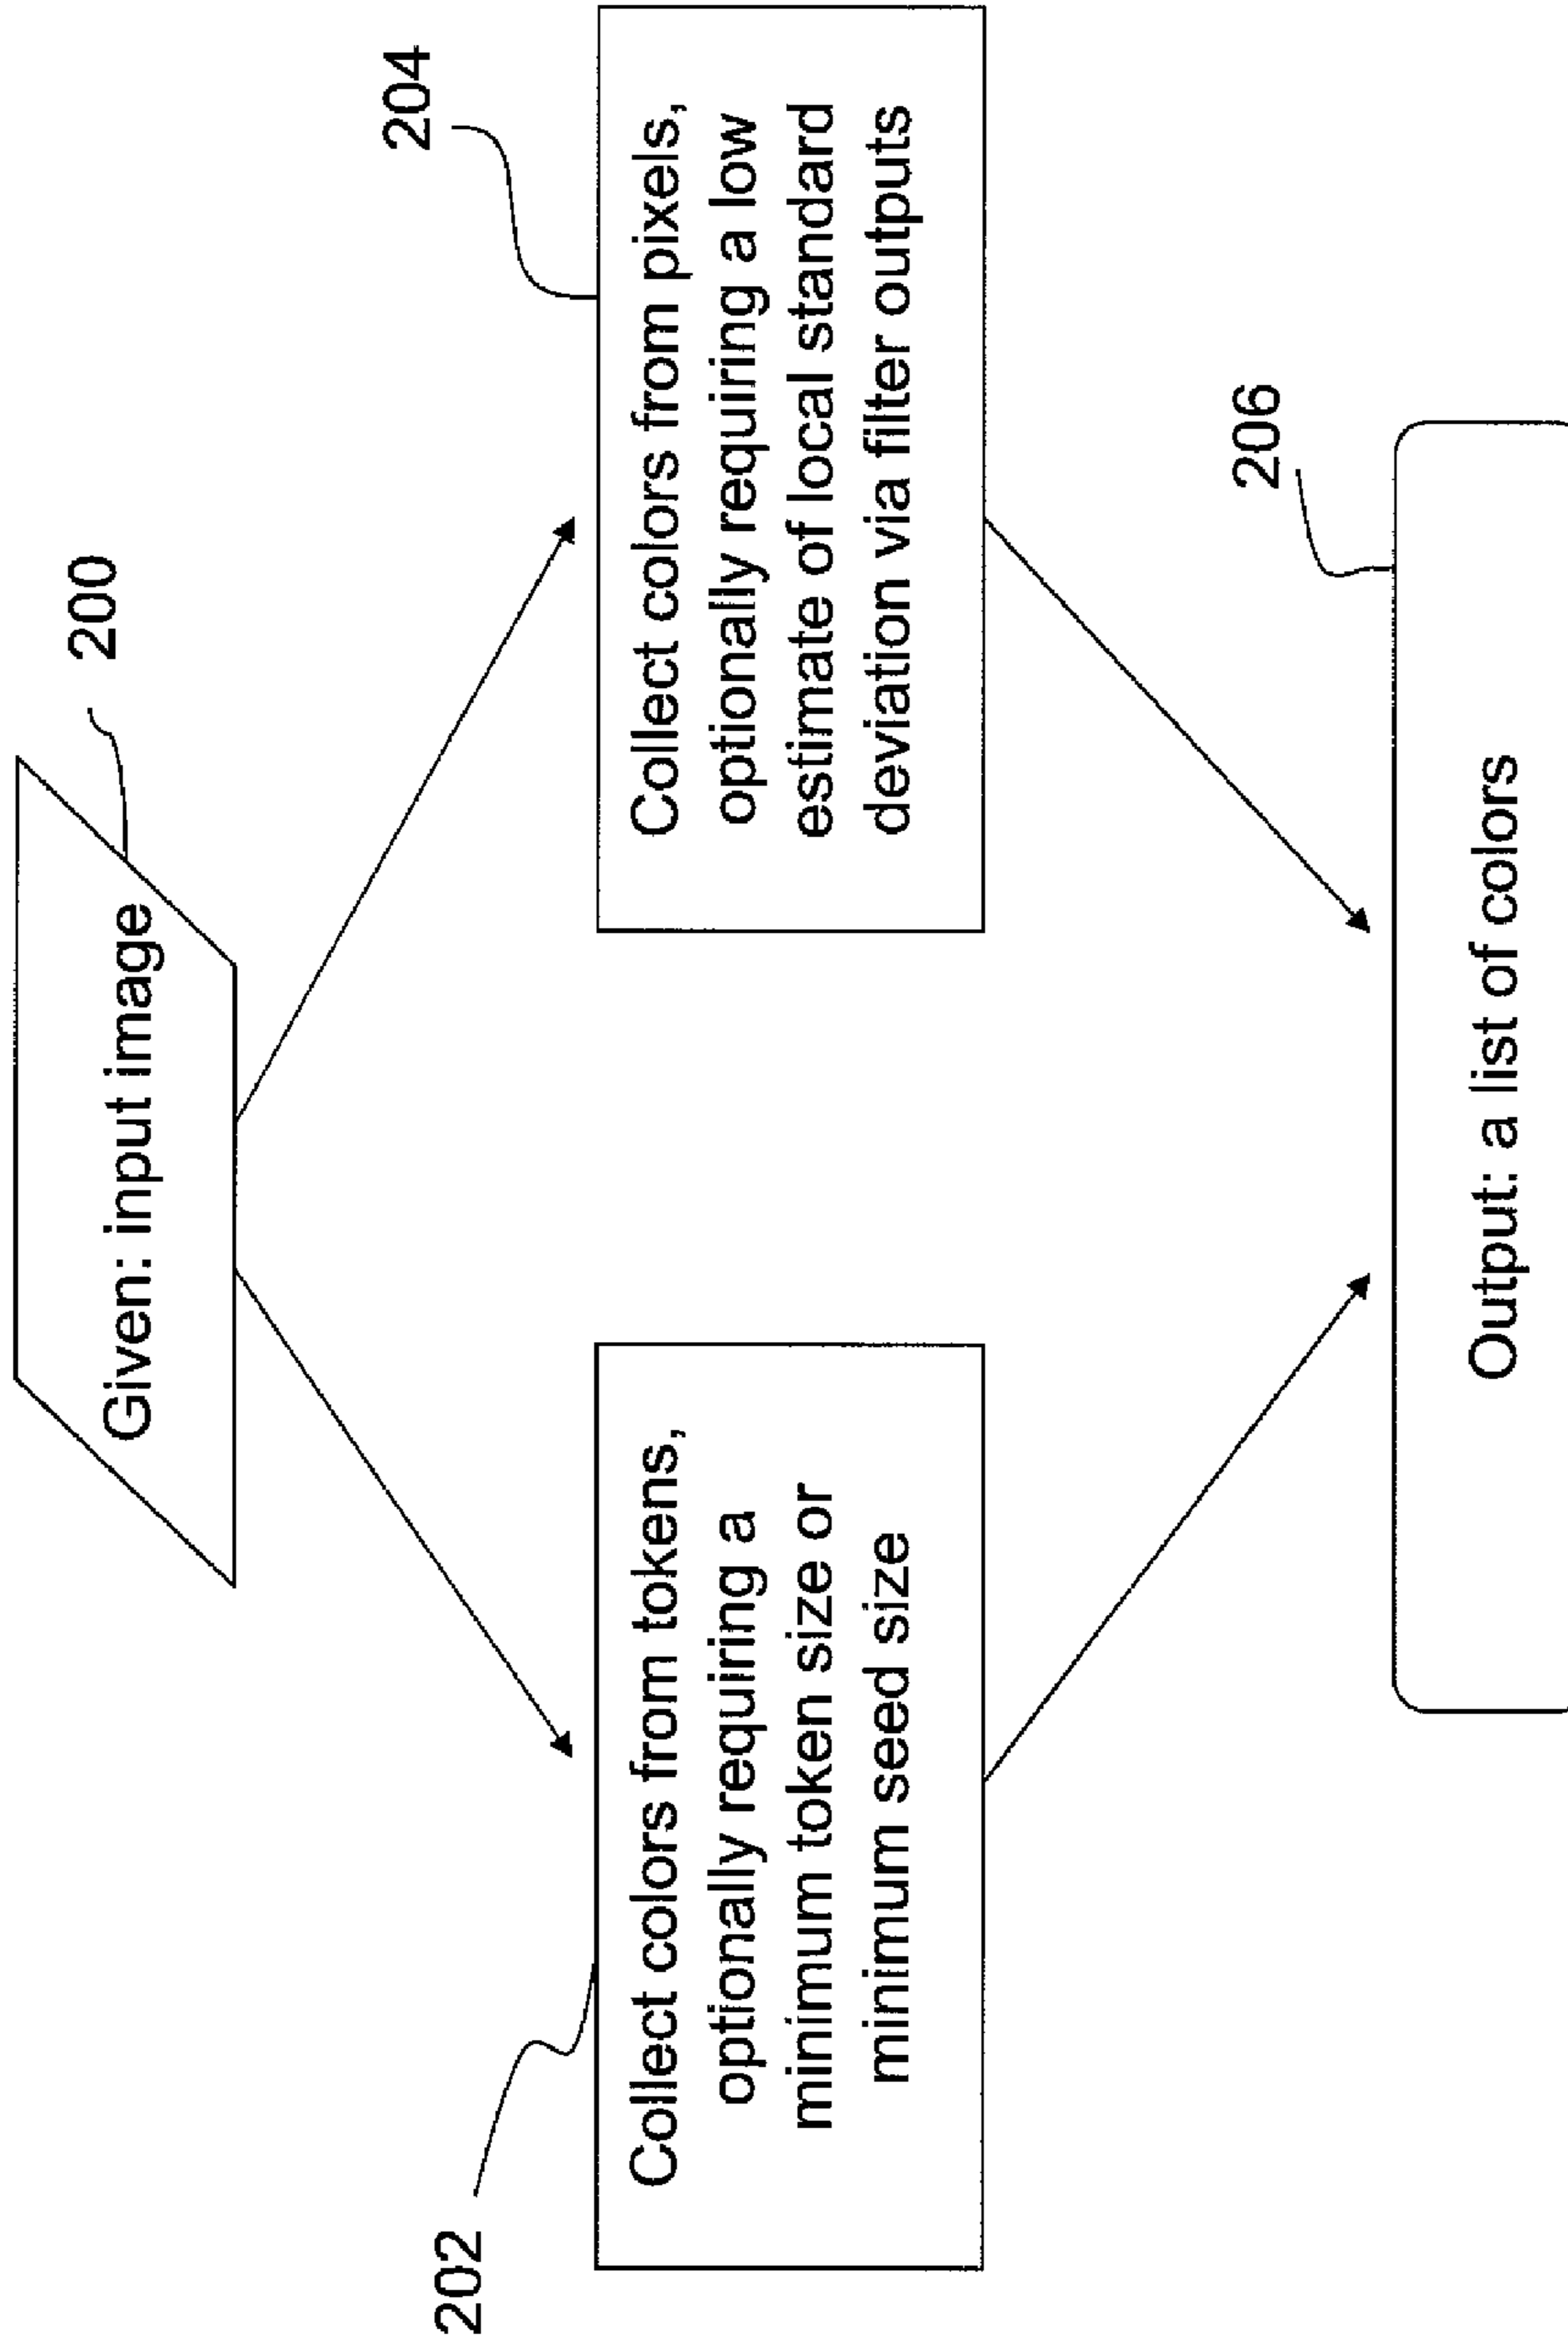 200
Given: input image
202
Collect colors from tokens,
optionally requiring a
minimum token size or
minimum seed size
204
Collect colors from pixels,
optionally requiring a low
estimate of local standard
deviation via filter outputs
206
Output: a list of colors